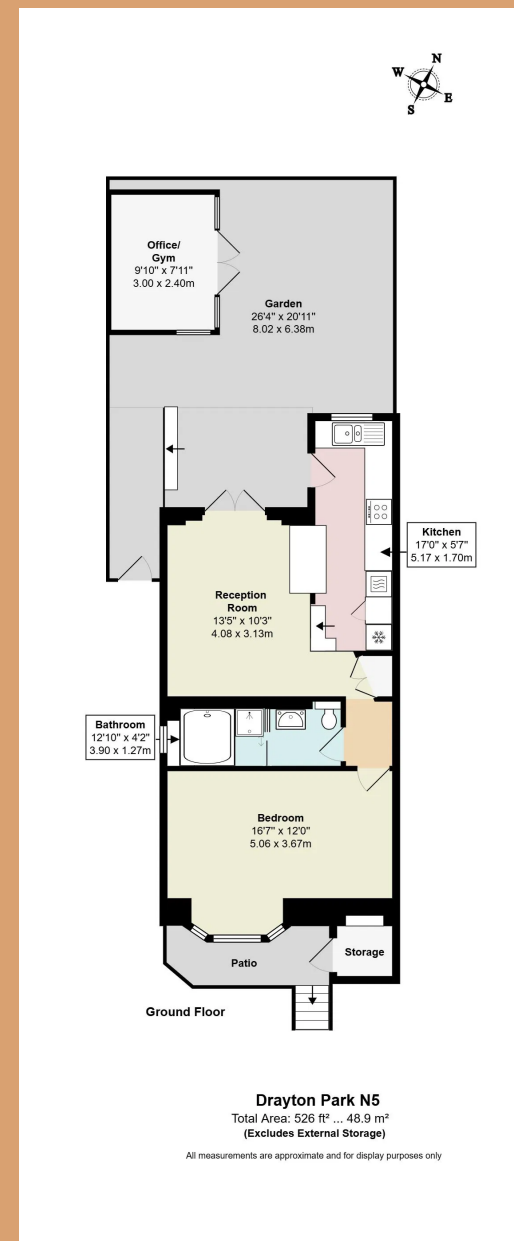 N
W
E
S
Office/
Gym
9'10" x 7'11"
3.00 x 2.40m
Garden
26'4" x 20'11"
8.02 x 6.38m
Kitchen
17'0" x 5'7"
5.17 x 1.70m
Reception
Room
13'5" x 10'3"
4.08 x 3.13m
Bathroom
12'10" x 4'2"
3.90 x 1.27m
Bedroom
16'7" x 12'0"
5.06 x 3.67m
Patio
Storage
Ground Floor
Drayton Park N5
Total Area: 526 ft² ... 48.9 m²
(Excludes External Storage)
All measurements are approximate and for display purposes only